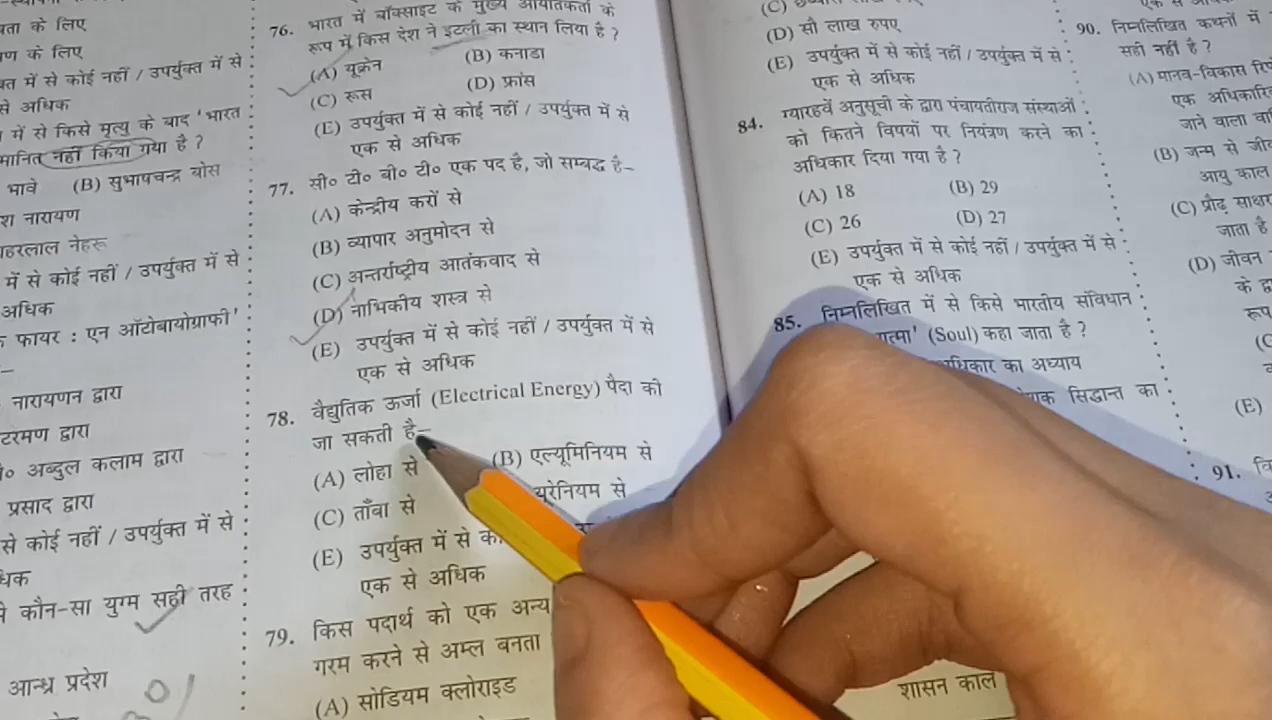 के लिए
के लिए
में से कोई नहीं / उपर्युक्त में से
से अधिक
में से किसे मृत्यु के बाद 'भारत
नहीं किया गया है ?
भावे (B) सुभाषचन्द्र बोस
नारायण
नेहरू
में से कोई नहीं / उपर्युक्त में से
अधिक
फायर : एन ऑटोबायोग्राफी'
नारायणन द्वारा
द्वारा
अब्दुल कलाम द्वारा
प्रसाद द्वारा
से कोई नहीं / उपर्युक्त में से
कौन-सा युग्म सही तरह
आन्ध्र प्रदेश
76. भारत में बॉक्साइट के मुख्य आयातकर्ता के
रूप में किस देश ने इटली का स्थान लिया है ?
(A) यूक्रेन (B) कनाडा
(C) रूस (D) फ्रांस
(E) उपर्युक्त में से कोई नहीं / उपर्युक्त में से
एक से अधिक
77. सी० टी० बी० टी० एक पद है, जो सम्बद्ध है–
(A) केन्द्रीय करों से
(B) व्यापार अनुमोदन से
(C) अन्तर्राष्ट्रीय आतंकवाद से
(D) नाभिकीय शस्त्र से
(E) उपर्युक्त में से कोई नहीं / उपर्युक्त में से
एक से अधिक
78. वैद्युतिक ऊर्जा (Electrical Energy) पैदा की
जा सकती है–
(A) लोहा से (B) एल्यूमिनियम से
(C) ताँबा से यूरेनियम से
(E) उपर्युक्त में से
एक से अधिक
79. किस पदार्थ को एक अन्य
गरम करने से अम्ल बनता
(A) सोडियम क्लोराइड
(C)
(D) सौ लाख रुपए
(E) उपर्युक्त में से कोई नहीं / उपर्युक्त में से
एक से अधिक
84. ग्यारहवें अनुसूची के द्वारा पंचायतीराज संस्थाओं
को कितने विषयों पर नियंत्रण करने का
अधिकार दिया गया है ?
(A) 18 (B) 29
(C) 26 (D) 27
(E) उपर्युक्त में से कोई नहीं / उपर्युक्त में से
एक से अधिक
85. निम्नलिखित में से किसे भारतीय संविधान
(Soul) कहा जाता है ?
का अध्याय
सिद्धान्त का
शासन काल
90. निम्नलिखित कथनों में
सही नहीं है ?
(A) मानव-विकास
एक
जाने वाला
(B) जन्म से
आयु काल
(C) प्रौढ़
जाता है
(D) जीवन
के
(E)
91.